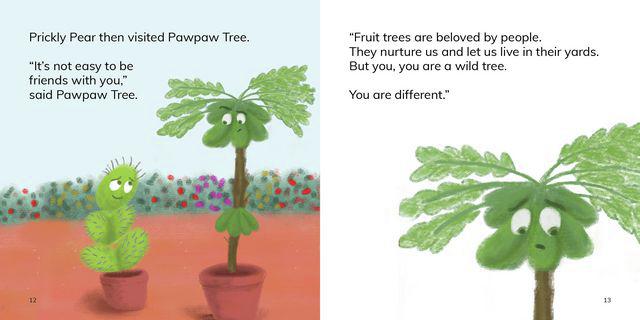 Prickly Pear then visited Pawpaw Tree.
“It’s not easy to be
friends with you,”
said Pawpaw Tree.
12
“Fruit trees are beloved by people.
They nurture us and let us live in their yards.
But you, you are a wild tree.
You are different.”
13